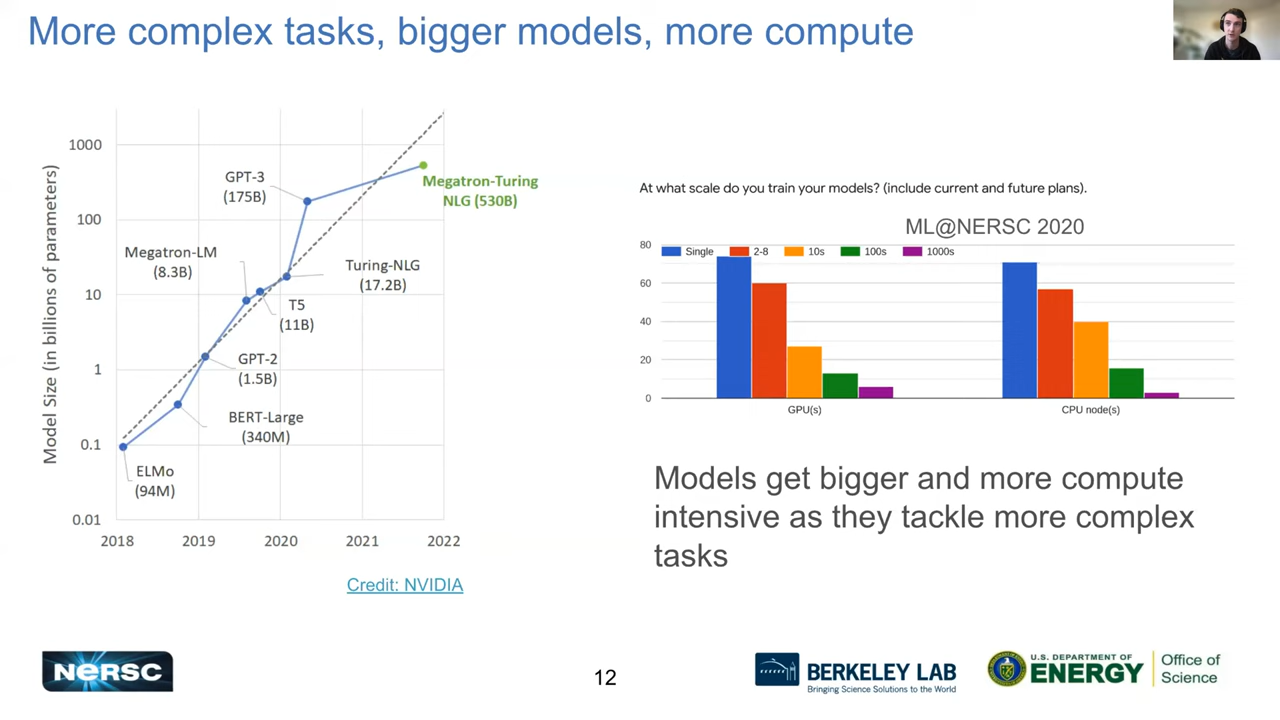 More complex tasks, bigger models, more compute
Model Size (in billions of parameters)
1000
100
10
1
0.1
0.01
2018
2019
2020
2021
2022
ELMo
(94M)
BERT-Large
(340M)
GPT-2
(1.5B)
Megatron-LM
(8.3B)
T5
(11B)
Turing-NLG
(17.2B)
GPT-3
(175B)
Megatron-Turing
NLG (530B)
Credit: NVIDIA
At what scale do you train your models? (include current and future plans).
ML@NERSC 2020
Single
2-8
10s
100s
1000s
80
60
40
20
0
GPU(s)
CPU node(s)
Models get bigger and more compute
intensive as they tackle more complex
tasks
NERSC
12
BERKELEY LAB
Bringing Science Solutions to the World
U.S. DEPARTMENT OF
ENERGY
Office of
Science